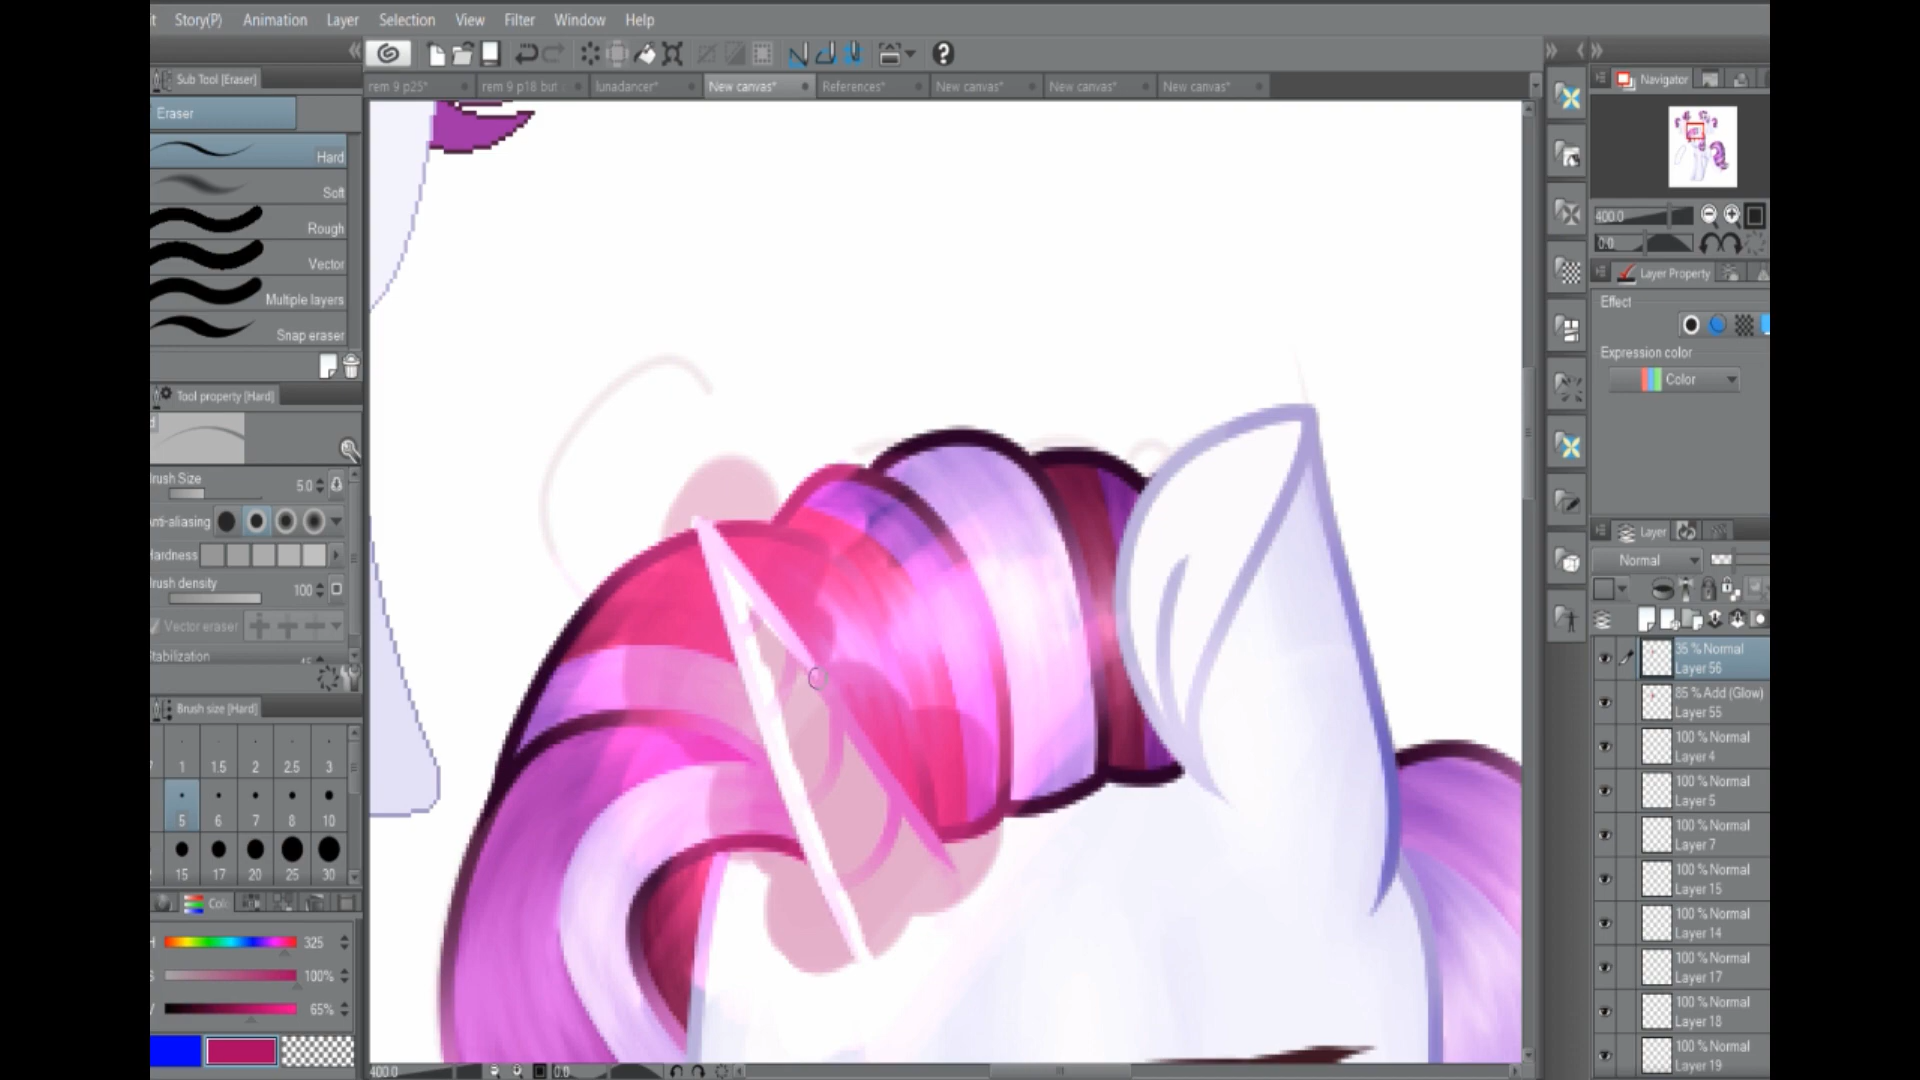 Story(P) Animation Layer Selection View Filter Window Help
Sub Tool [Eraser]
rem 9 p25* rem 9 p18 but lunadancer* New canvas* References* New canvas* New canvas* New canvas*
Navigator
Eraser
Hard
Soft
Rough
Vector
Multiple layers
Snap eraser
400.0
0.0
Layer Property
Effect
Expression color
Color
Tool property [Hard]
rush Size 5.0
nti-aliasing
Hardness
rush density 100
Vector eraser
Stabilization
Brush size [Hard]
1 1.5 2 2.5 3
5 6 7 8 10
15 17 20 25 30
325
100%
65%
Layer
Normal
35 % Normal
Layer 56
85 % Add (Glow)
Layer 55
100 % Normal
Layer 4
100 % Normal
Layer 5
100 % Normal
Layer 7
100 % Normal
Layer 15
100 % Normal
Layer 14
100 % Normal
Layer 17
100 % Normal
Layer 18
100 % Normal
Layer 19
400.0 0.0